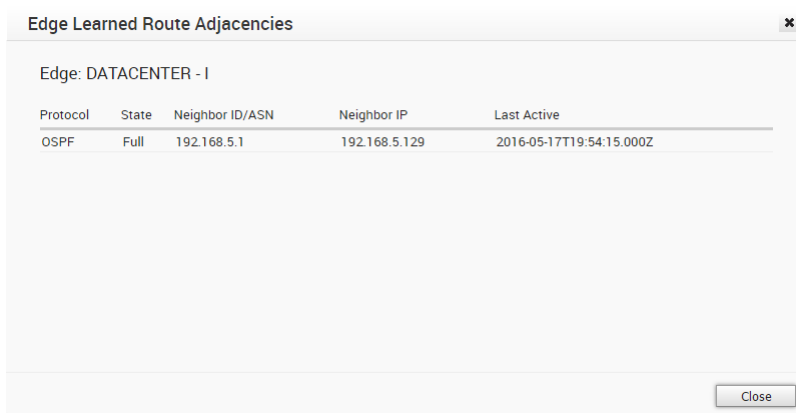 Edge Learned Route Adjacencies
Edge: DATACENTER - I
Protocol State Neighbor ID/ASN Neighbor IP Last Active
OSPF Full 192.168.5.1 192.168.5.129 2016-05-17T19:54:15.000Z
Close